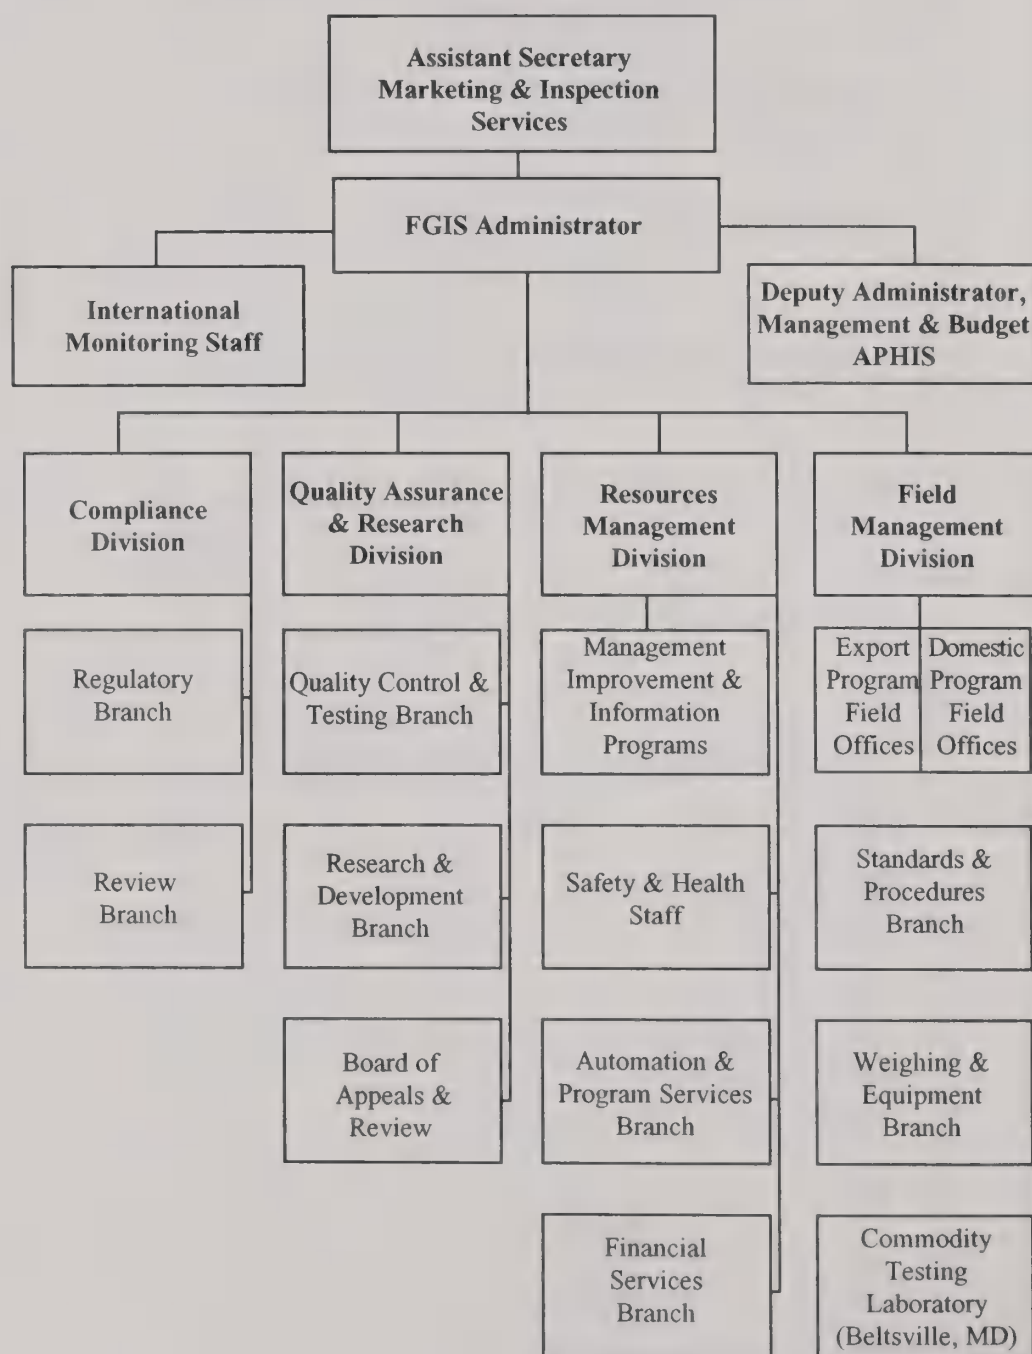 Assistant Secretary
Marketing & Inspection
Services
FGIS Administrator
International
Monitoring Staff
Deputy Administrator,
Management & Budget
APHIS
Compliance
Division
Quality Assurance
& Research
Division
Resources
Management
Division
Field
Management
Division
Regulatory
Branch
Quality Control &
Testing Branch
Management
Improvement &
Information
Programs
Export
Program
Field
Offices
Domestic
Program
Field
Offices
Review
Branch
Research &
Development
Branch
Safety & Health
Staff
Standards &
Procedures
Branch
Board of
Appeals &
Review
Automation &
Program Services
Branch
Weighing &
Equipment
Branch
Financial
Services
Branch
Commodity
Testing
Laboratory
(Beltsville, MD)